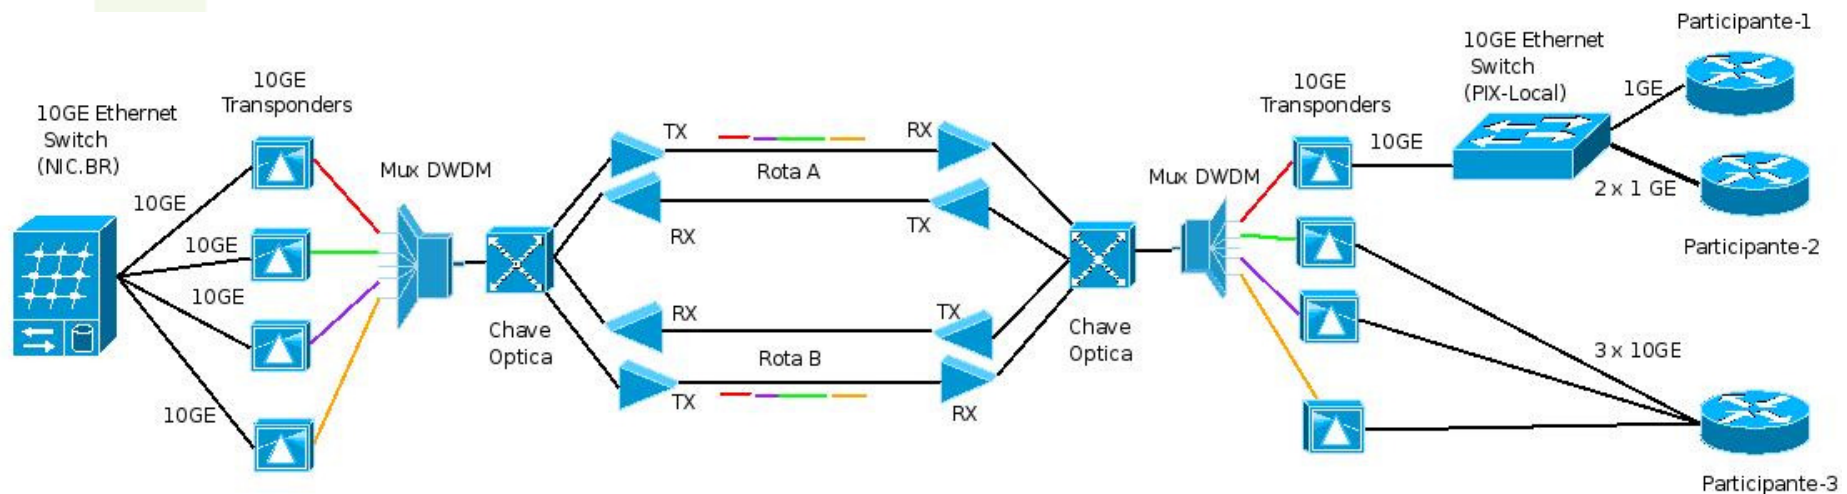 10GE Ethernet
Switch
(NIC.BR)
10GE
10GE
10GE
10GE
10GE
Transponders
Mux DWDM
Chave
Optica
TX
RX
Rota A
RX
TX
RX
TX
Rota B
TX
RX
Chave
Optica
Mux DWDM
10GE
Transponders
10GE
10GE Ethernet
Switch
(PIX-Local)
1GE
2 x 1 GE
3 x 10GE
Participante-1
Participante-2
Participante-3